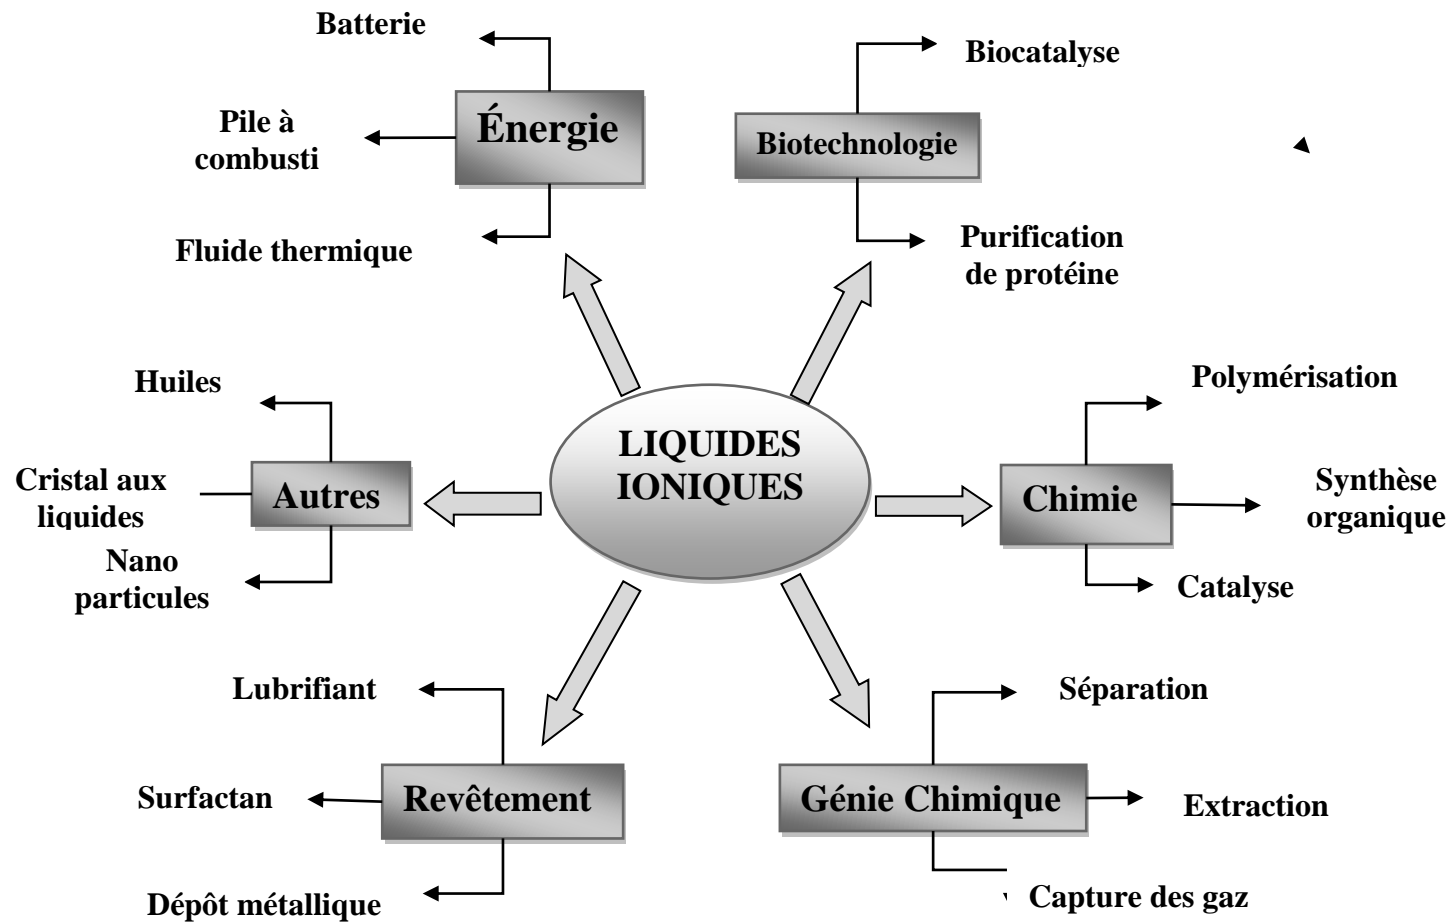 Batterie
Énergie
Pile à
combusti
Fluide thermique
Biocatalyse
Biotechnologie
Purification
de protéine
Huiles
Autres
Cristal aux
liquides
Nano
particules
LIQUIDES
IONIQUES
Polymérisation
Chimie
Synthèse
organique
Catalyse
Lubrifiant
Revêtement
Surfactan
Dépôt métallique
Séparation
Génie Chimique
Extraction
Capture des gaz